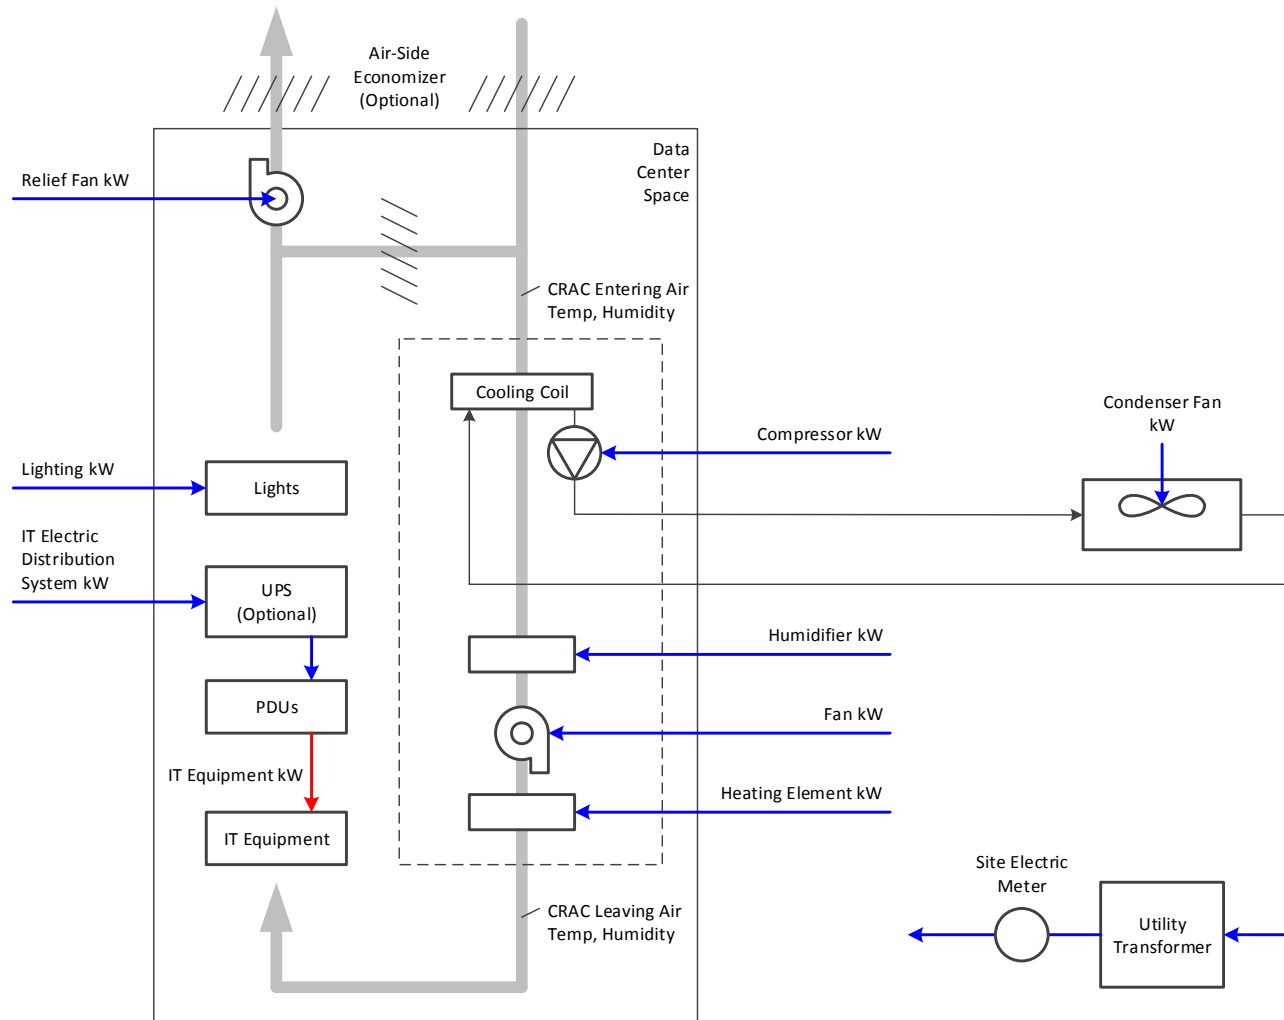 Air-Side
Economizer
(Optional)
Data
Center
Space
Relief Fan kW
CRAC Entering Air
Temp, Humidity
Cooling Coil
Compressor kW
Condenser Fan
kW
Lighting kW
Lights
IT Electric
Distribution
System kW
UPS
(Optional)
Humidifier kW
PDUs
Fan kW
IT Equipment kW
Heating Element kW
IT Equipment
Site Electric
Meter
CRAC Leaving Air
Temp, Humidity
Utility
Transformer